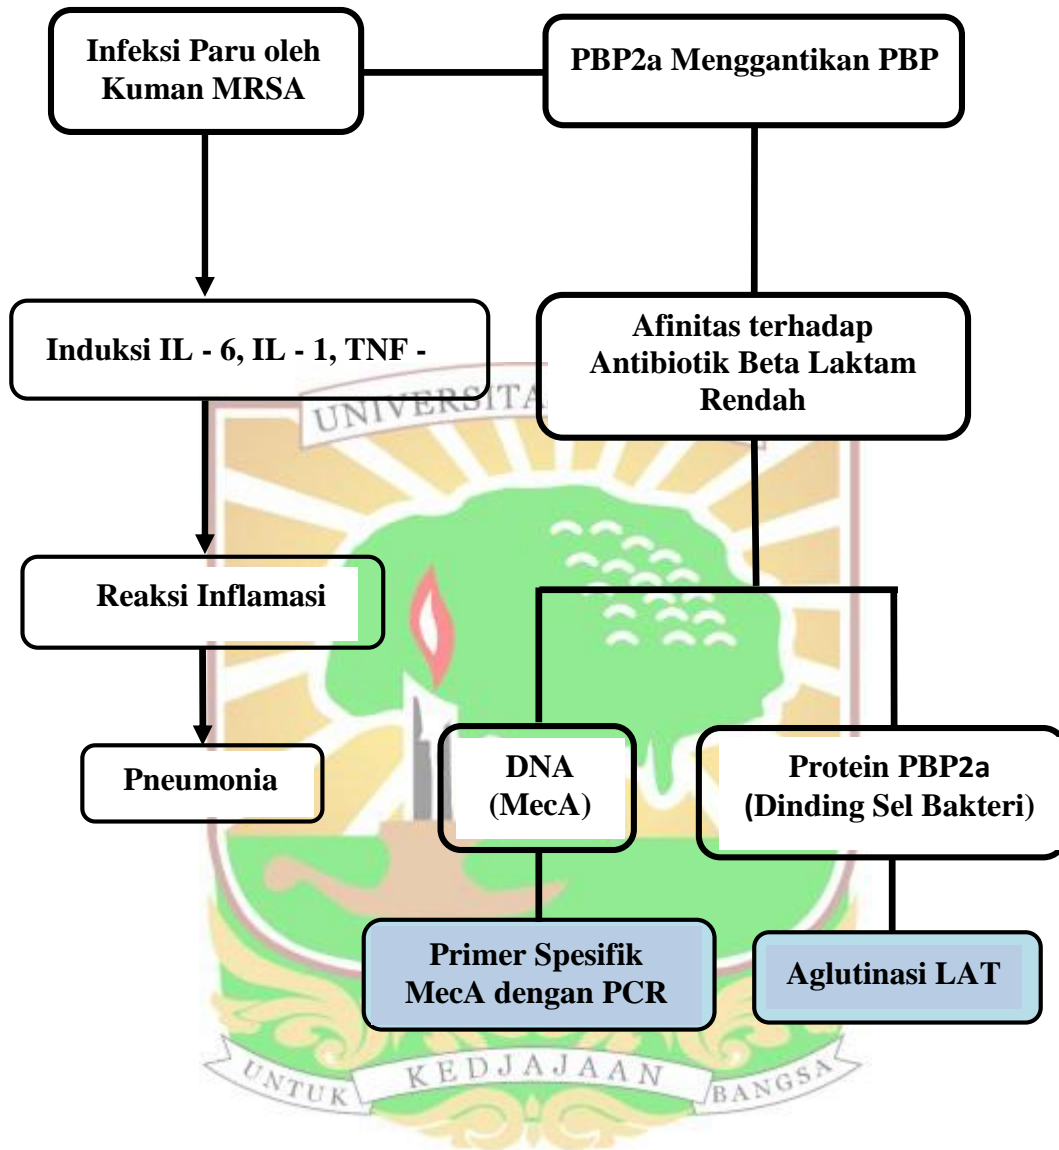 Infeksi Paru oleh
Kuman MRSA
PBP2a Menggantikan PBP
Induksi IL - 6, IL - 1, TNF -
Afinitas terhadap
Antibiotik Beta Laktam
Rendah
UNIVERSITA
Reaksi Inflamasi
Pneumonia
DNA
(MecA)
Protein PBP2a
(Dinding Sel Bakteri)
Primer Spesifik
MecA dengan PCR
Aglutinasi LAT
UNTUK KEDJAJAAN BANGSA